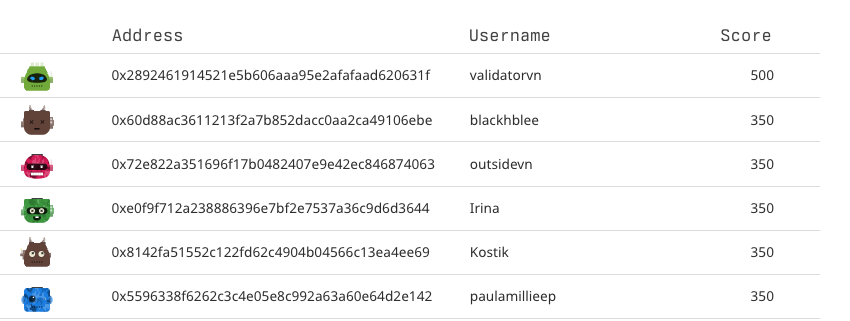 Address Username Score
0x2892461914521e5b606aaa95e2afafaad620631f validatorvn 500
0x60d88ac3611213f2a7b852dacc0aa2ca49106ebe blackhblee 350
0x72e822a351696f17b0482407e9e42ec846874063 outsidevn 350
0xe0f9f712a238886396e7bf2e7537a36c9d6d3644 Irina 350
0x8142fa51552c122fd62c4904b04566c13ea4ee69 Kostik 350
0x5596338f6262c3c4e05e8c992a63a60e64d2e142 paulamillieep 350